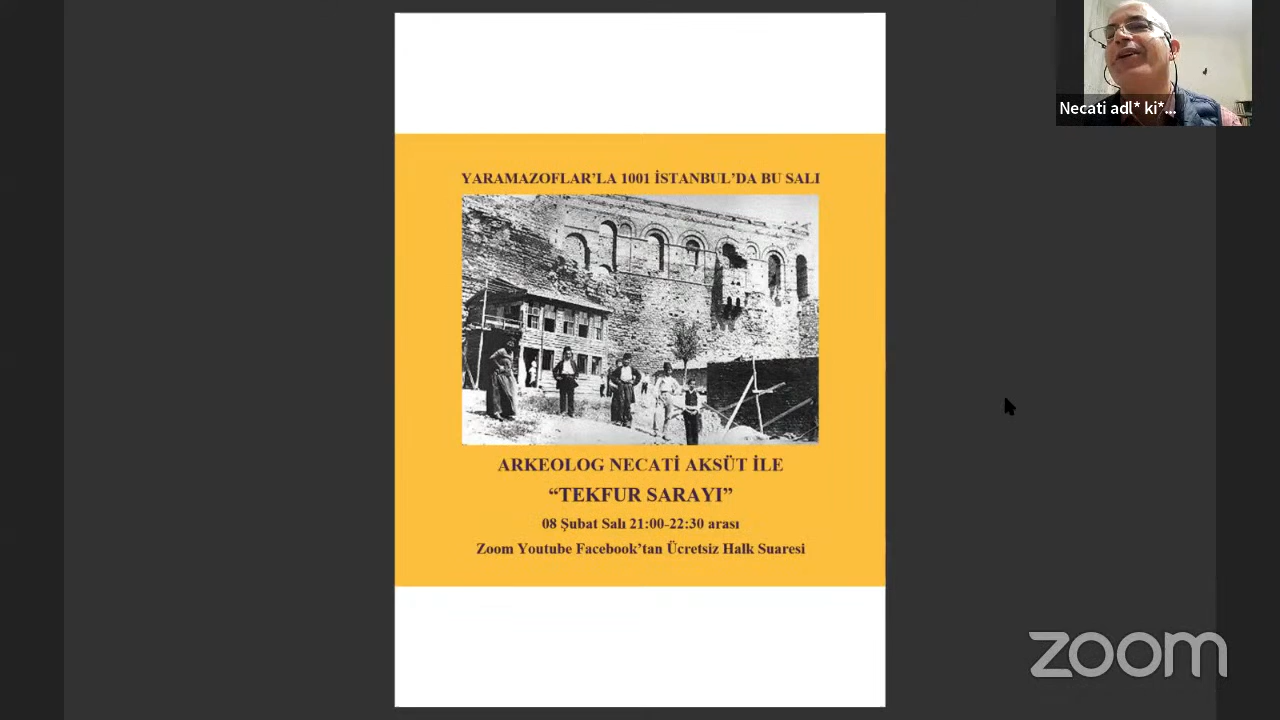 YARAMAZOFLAR'LA 1001 İSTANBUL'DA BU SALI
ARKEOLOG NECATİ AKSÜT İLE
“TEKFUR SARAYI”
08 Şubat Salı 21:00-22:30 arası
Zoom Youtube Facebook'tan Ücretsiz Halk Suaresi
Necati adl* ki*...
zoom